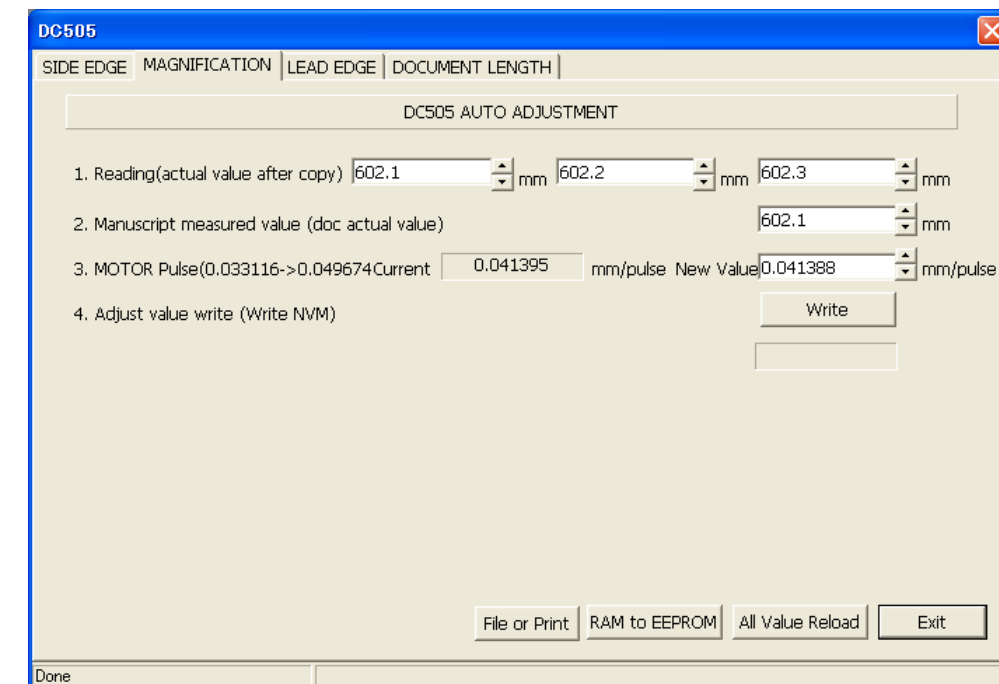 DC505
SIDE EDGE MAGNIFICATION LEAD EDGE DOCUMENT LENGTH
DC505 AUTO ADJUSTMENT
1. Reading(actual value after copy) 602.1 mm 602.2 mm 602.3 mm
2. Manuscript measured value (doc actual value) 602.1 mm
3. MOTOR Pulse(0.033116->0.049674Current 0.041395 mm/pulse New Value 0.041388 mm/pulse
4. Adjust value write (Write NVM) Write
File or Print RAM to EEPROM All Value Reload Exit
Done